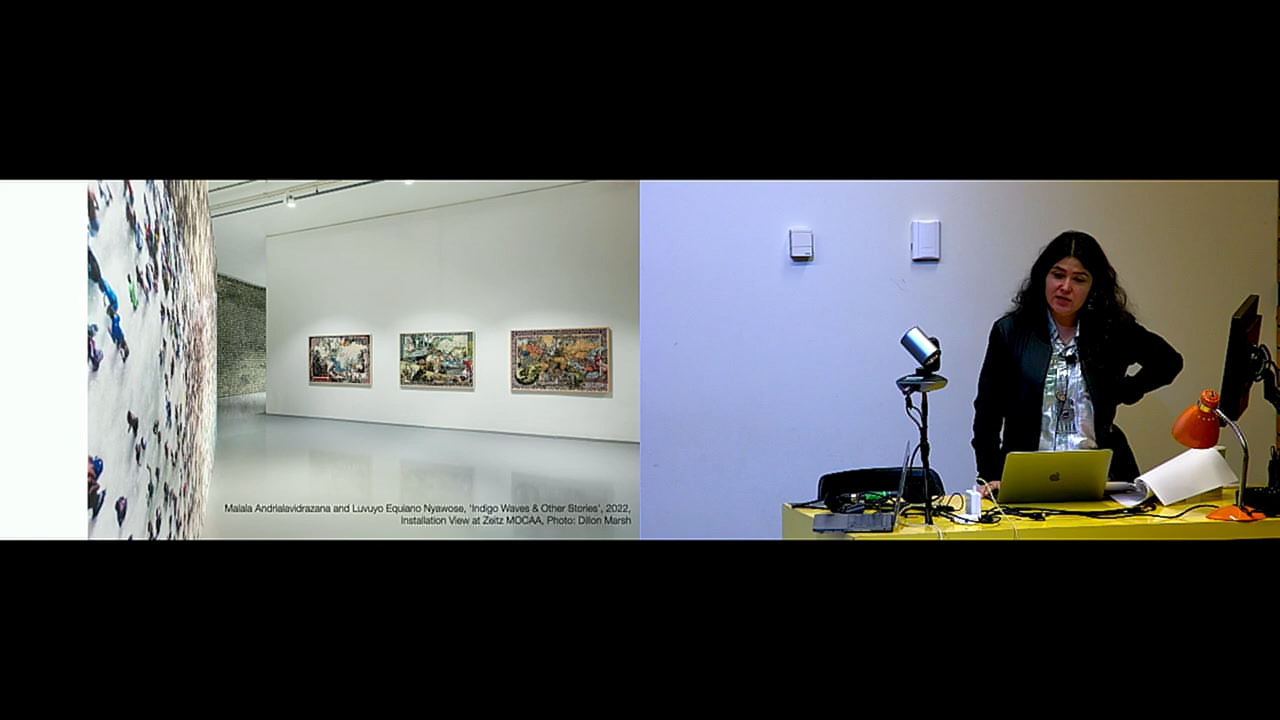 Malala Andrialavidrazana and Luvuyo Equiano Nyawose, 'Indigo Waves & Other Stories', 2022,
Installation View at Zeitz MOCAA, Photo: Dillon Marsh